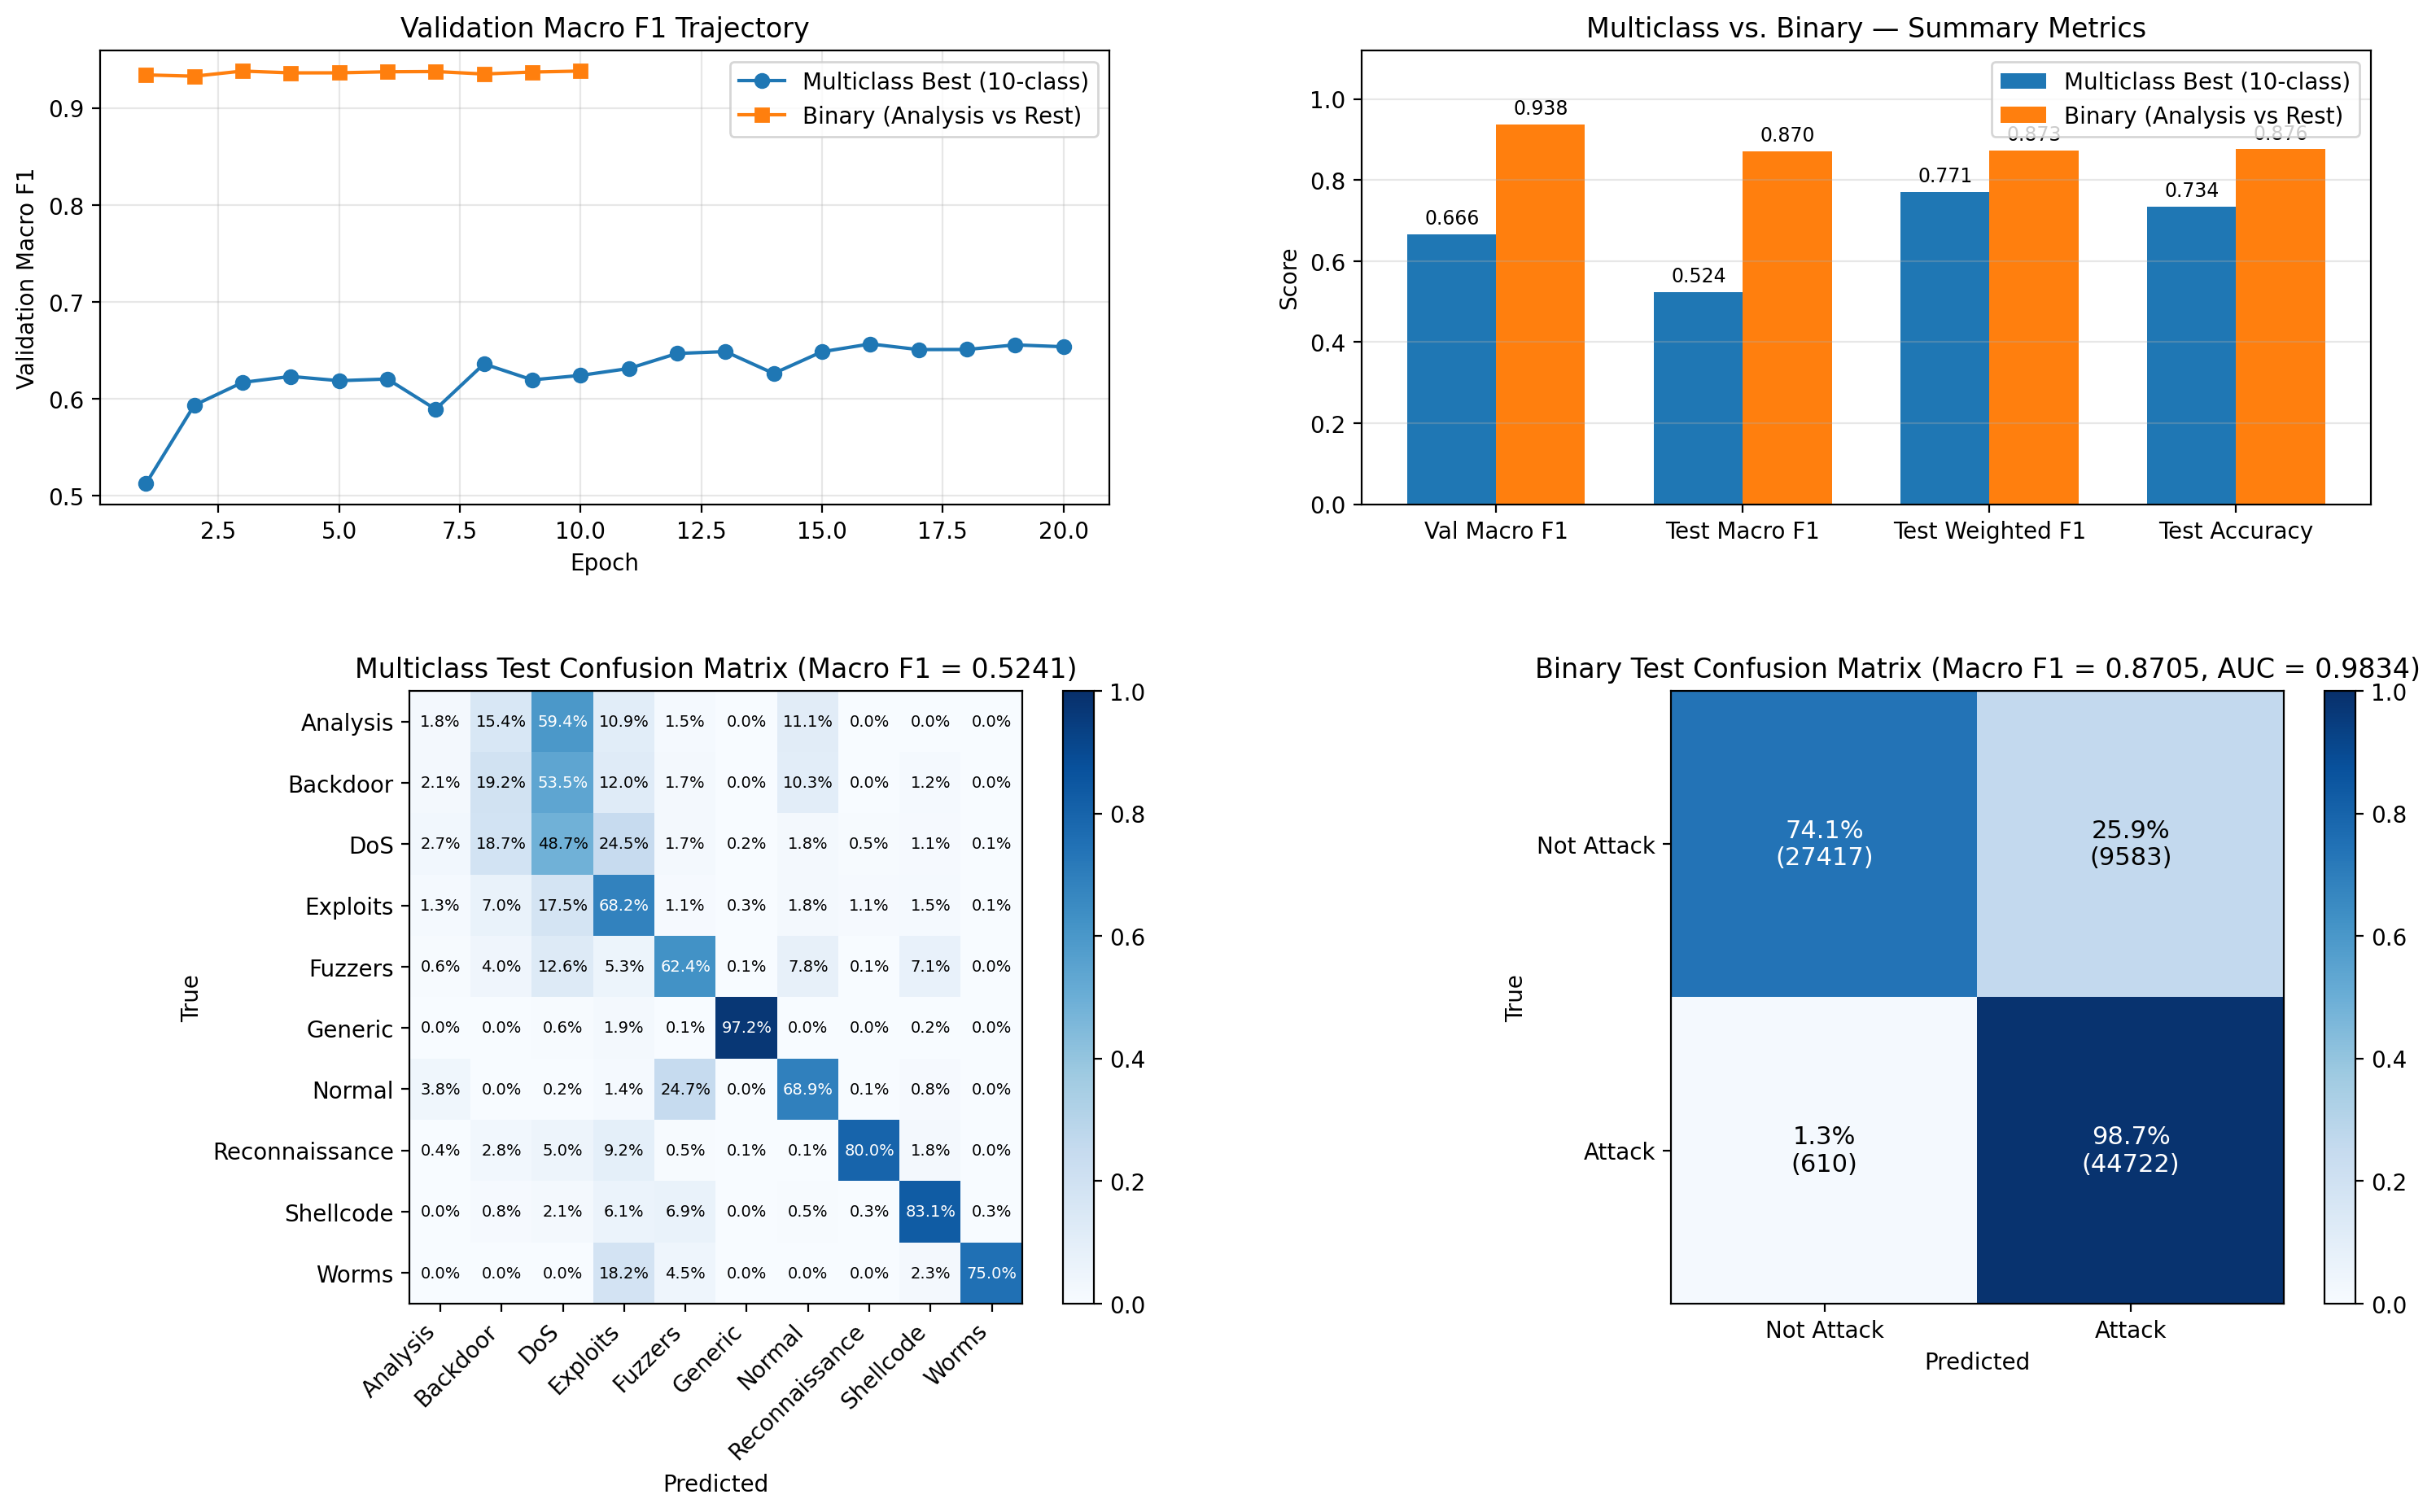 Validation Macro F1 Trajectory
Validation Macro F1
0.9
0.8
0.7
0.6
0.5
Multiclass Best (10-class)
Binary (Analysis vs Rest)
2.5 5.0 7.5 10.0 12.5 15.0 17.5 20.0
Epoch
Multiclass vs. Binary — Summary Metrics
Score
1.0
0.8
0.6
0.4
0.2
0.0
Multiclass Best (10-class)
Binary (Analysis vs Rest)
0.666 0.938 0.524 0.870 0.771 0.873 0.734 0.876
Val Macro F1 Test Macro F1 Test Weighted F1 Test Accuracy
Multiclass Test Confusion Matrix (Macro F1 = 0.5241)
True
Analysis 1.8% 15.4% 59.4% 10.9% 1.5% 0.0% 11.1% 0.0% 0.0% 0.0%
Backdoor 2.1% 19.2% 53.5% 12.0% 1.7% 0.0% 10.3% 0.0% 1.2% 0.0%
DoS 2.7% 18.7% 48.7% 24.5% 1.7% 0.2% 1.8% 0.5% 1.1% 0.1%
Exploits 1.3% 7.0% 17.5% 68.2% 1.1% 0.3% 1.8% 1.1% 1.5% 0.1%
Fuzzers 0.6% 4.0% 12.6% 5.3% 62.4% 0.1% 7.8% 0.1% 7.1% 0.0%
Generic 0.0% 0.0% 0.6% 1.9% 0.1% 97.2% 0.0% 0.0% 0.2% 0.0%
Normal 3.8% 0.0% 0.2% 1.4% 24.7% 0.0% 68.9% 0.1% 0.8% 0.0%
Reconnaissance 0.4% 2.8% 5.0% 9.2% 0.5% 0.1% 0.1% 80.0% 1.8% 0.0%
Shellcode 0.0% 0.8% 2.1% 6.1% 6.9% 0.0% 0.5% 0.3% 83.1% 0.3%
Worms 0.0% 0.0% 0.0% 18.2% 4.5% 0.0% 0.0% 0.0% 2.3% 75.0%
Analysis Backdoor DoS Exploits Fuzzers Generic Normal Reconnaissance Shellcode Worms
Predicted
1.0
0.8
0.6
0.4
0.2
0.0
Binary Test Confusion Matrix (Macro F1 = 0.8705, AUC = 0.9834)
True
Not Attack
74.1%
(27417)
25.9%
(9583)
Attack
1.3%
(610)
98.7%
(44722)
Not Attack Attack
Predicted
1.0
0.8
0.6
0.4
0.2
0.0